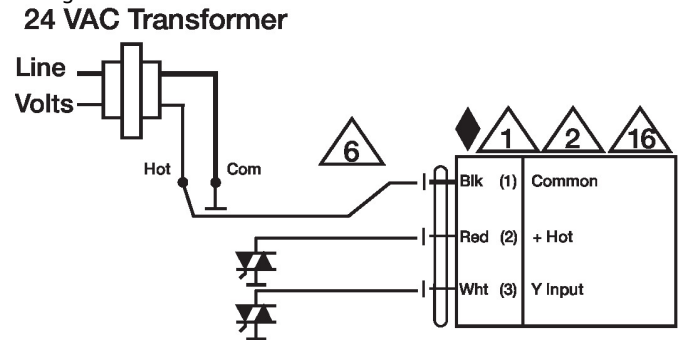 24 VAC Transformer
Line
Volts
Hot
Com
6
1
2
16
Blk (1) Common
Red (2) + Hot
Wht (3) Y Input